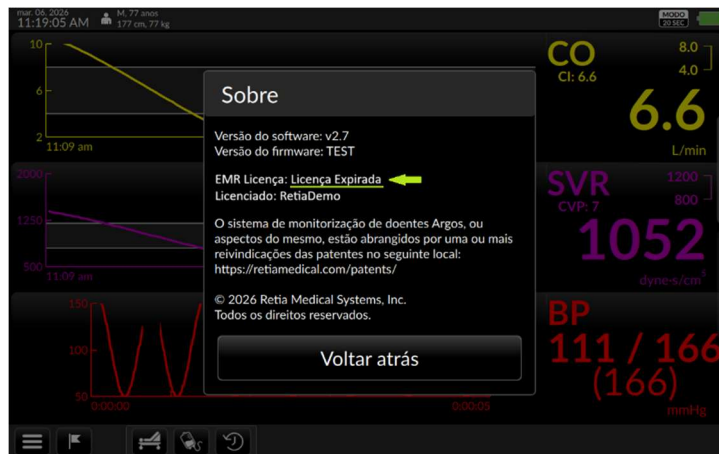 mar. 06, 2026
11:19:05 AM
M, 77 anos
177 cm, 77 kg
MODO
20 SEC
10
6
2
11:09 am
CO
CI: 6.6
8.0
4.0
6.6
L/min
Sobre
Versão do software: v2.7
Versão do firmware: TEST
EMR Licença: Licença Expirada
Licenciado: RetiaDemo
O sistema de monitorização de doentes Argos, ou
aspectos do mesmo, estão abrangidos por uma ou mais
reivindicações das patentes no seguinte local:
https://retiamedical.com/patents/
© 2026 Retia Medical Systems, Inc.
Todos os direitos reservados.
Voltar atrás
2000
1250
500
11:09 am
SVR
CVP: 7
1200
800
1052
dyne-s/cm⁵
150
100
50
0:00:00
0:00:05
BP
111 / 166
(166)
mmHg